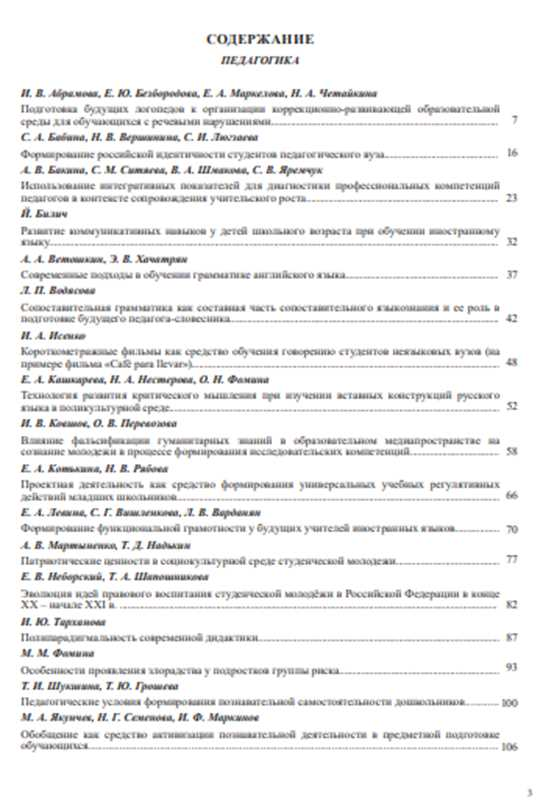 СОДЕРЖАНИЕ
ПЕДАГОГИКА
И. В. Абрамова, Е. Ю. Безбородова, Е. А. Маркелова, Н. А. Четайкина
Подготовка будущих логопедов к организации коррекционно-развивающей образовательной
среды для обучающихся с речевыми нарушениями 7
С. А. Бабина, Н. В. Вершинина, С. И. Люгзаева
Формирование российской идентичности студентов педагогического вуза 16
А. В. Бакина, С. М. Ситяева, В. А. Шмакова, С. В. Яремчук
Использование интегративных показателей для диагностики профессиональных компетенций
педагогов в контексте сопровождения учительского роста 23
Й. Билич
Развитие коммуникативных навыков у детей школьного возраста при обучении иностранному
языку 32
А. А. Ветошкин, Э. В. Хачатрян
Современные подходы в обучении грамматике английского языка 37
Л. П. Водясова
Сопоставительная грамматика как составная часть сопоставительного языкознания и ее роль в
подготовке будущего педагога-словесника 42
И. А. Исенко
Короткометражные фильмы как средство обучения говорению студентов неязыковых вузов (на
примере фильма «Café para llevar») 48
Е. А. Кашкарева, Н. А. Нестерова, О. Н. Фомина
Технология развития критического мышления при изучении вставных конструкций русского
языка в поликультурной среде 52
И. В. Ковшов, О. В. Перевозова
Влияние фальсификации гуманитарных знаний в образовательном медиапространстве на
сознание молодежи в процессе формирования исследовательских компетенций 58
Е. А. Котькина, Н. В. Рябова
Проектная деятельность как средство формирования универсальных учебных регулятивных
действий младших школьников 66
Е. А. Левина, С. Г. Вишленкова, Л. В. Варданян
Формирование функциональной грамотности у будущих учителей иностранных языков 70
А. В. Мартыненко, Т. Д. Надькин
Патриотические ценности в социокультурной среде студенческой молодежи 77
Е. В. Неборский, Т. А. Шапошникова
Эволюция идей правового воспитания студенческой молодёжи в Российской Федерации в конце
XX – начале XXI в. 82
И. Ю. Тарханова
Полипарадигмальность современной дидактики 87
М. М. Фомина
Особенности проявления злорадства у подростков группы риска 93
Т. И. Шукшина, Т. Ю. Грошева
Педагогические условия формирования познавательной самостоятельности дошкольников 100
М. А. Якунчев, Н. Г. Семенова, И. Ф. Маркинов
Обобщение как средство активизации познавательной деятельности в предметной подготовке
обучающихся 106
3